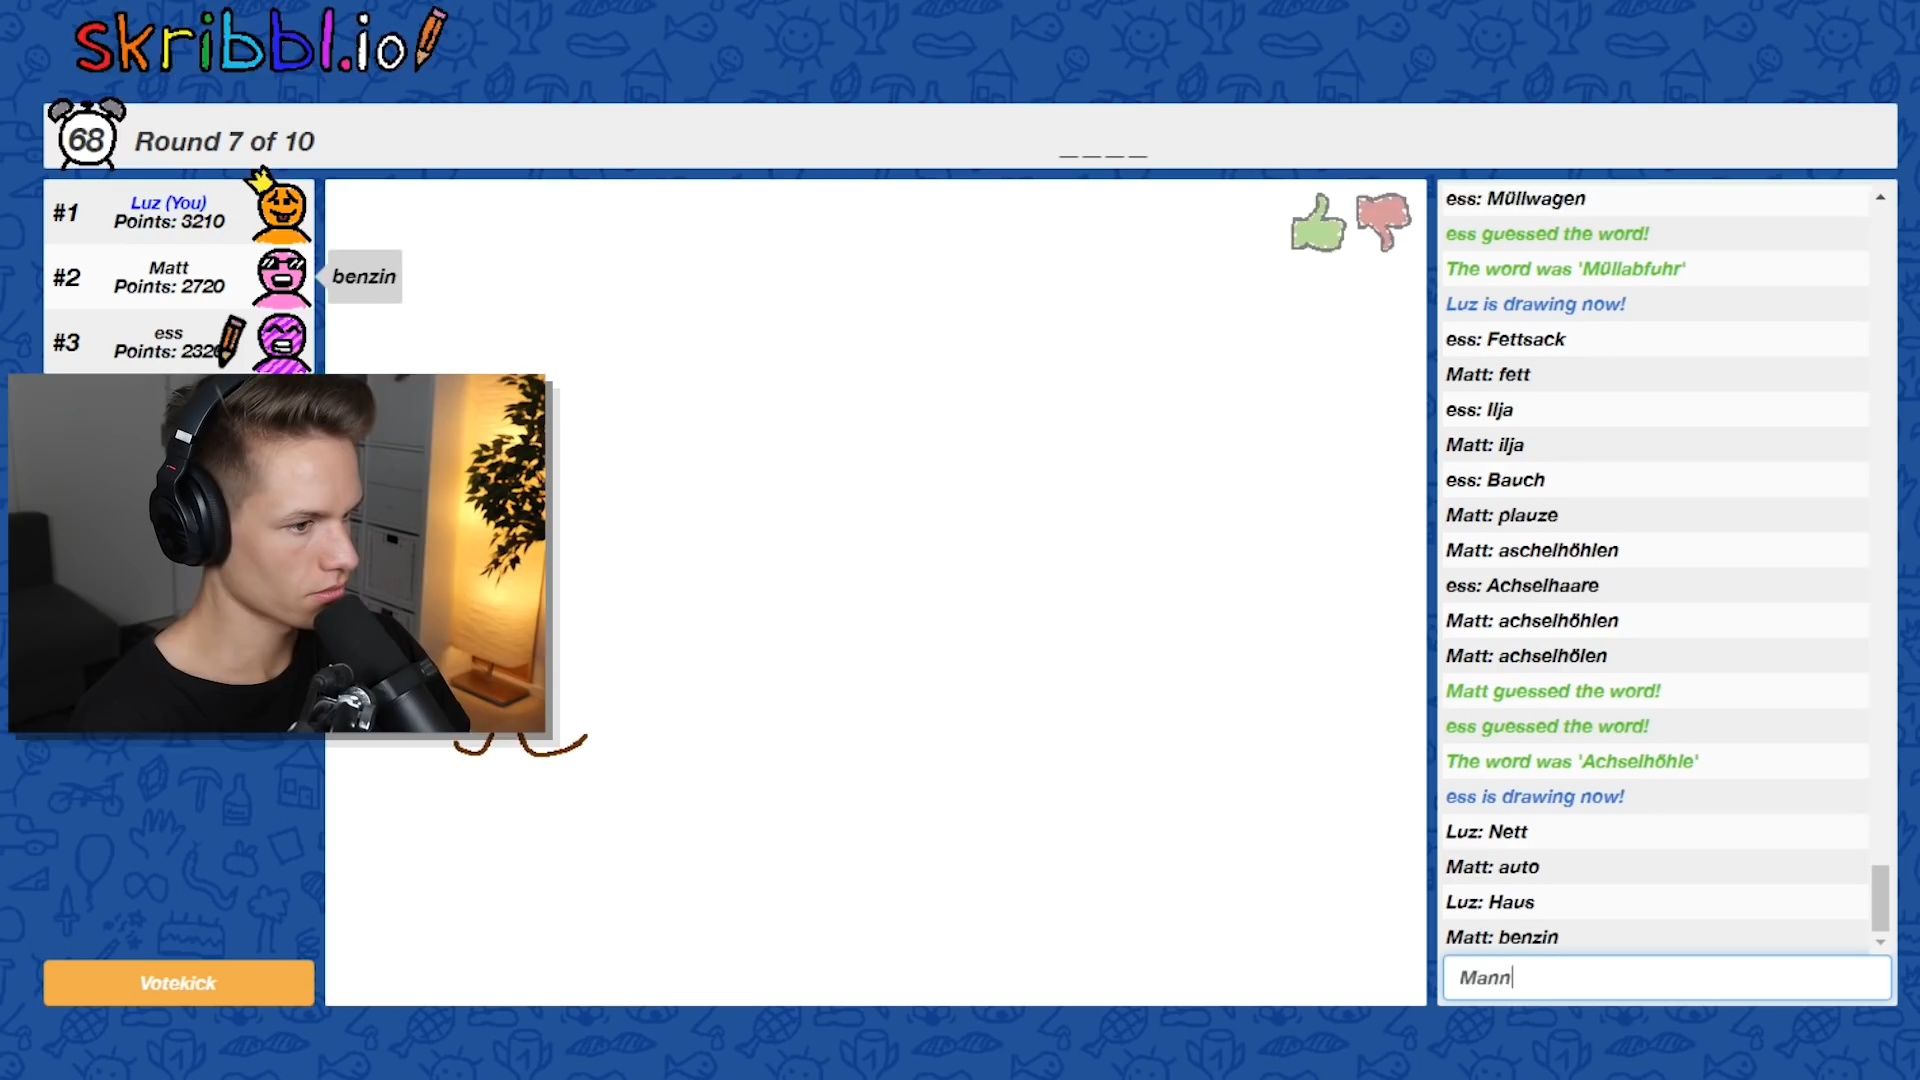 skribbl.io
68
Round 7 of 10
____
#1
Luz (You)
Points: 3210
#2
Matt
Points: 2720
benzin
#3
ess
Points: 2320
ess: Müllwagen
ess guessed the word!
The word was 'Müllabfuhr'
Luz is drawing now!
ess: Fettsack
Matt: fett
ess: Ilja
Matt: ilja
ess: Bauch
Matt: plauze
Matt: aschelhöhlen
ess: Achselhaare
Matt: achselhöhlen
Matt: achselhölen
Matt guessed the word!
ess guessed the word!
The word was 'Achselhöhle'
ess is drawing now!
Luz: Nett
Matt: auto
Luz: Haus
Matt: benzin
Mann
Votekick